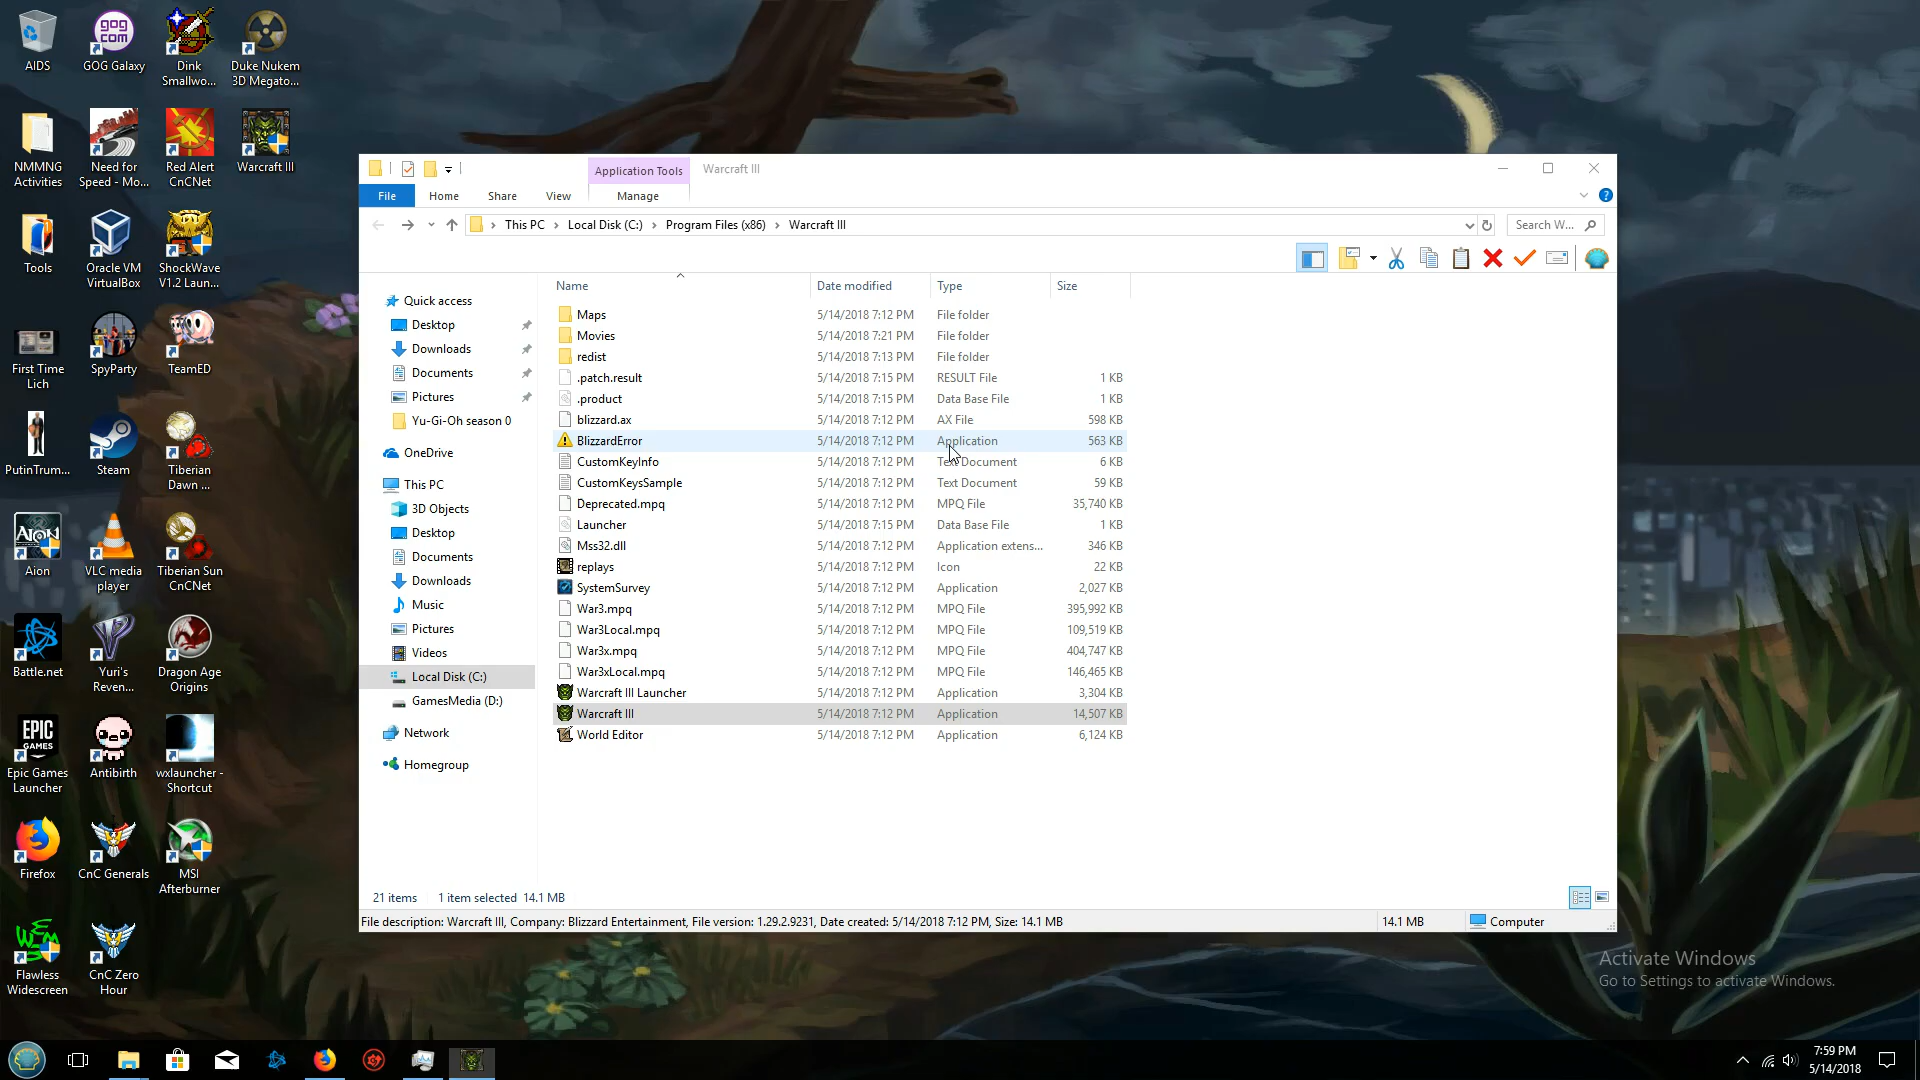 AIDS
GOG Galaxy
Dink
Smallwo...
Duke Nukem
3D Megato...
NMMNG
Activities
Need for
Speed - Mo...
Red Alert
CnCNet
Warcraft III
Tools
Oracle VM
VirtualBox
ShockWave
V1.2 Laun...
First Time
Lich
SpyParty
TeamED
PutinTrum...
Steam
Tiberian
Dawn ...
Aion
VLC media
player
Tiberian Sun
CnCNet
Battle.net
Yuri's
Reven...
Dragon Age
Origins
Epic Games
Launcher
Antibirth
wxlauncher -
Shortcut
Firefox
CnC Generals
MSI
Afterburner
Flawless
Widescreen
CnC Zero
Hour
gog
com
AION
EPIC
GAMES
Application Tools
Warcraft III
File
Home
Share
View
Manage
This PC > Local Disk (C:) > Program Files (x86) > Warcraft III
Search W...
Quick access
Desktop
Downloads
Documents
Pictures
Yu-Gi-Oh season 0
OneDrive
This PC
3D Objects
Desktop
Documents
Downloads
Music
Pictures
Videos
Local Disk (C:)
GamesMedia (D:)
Network
Homegroup
Name Date modified Type Size
Maps 5/14/2018 7:12 PM File folder
Movies 5/14/2018 7:21 PM File folder
redist 5/14/2018 7:13 PM File folder
.patch.result 5/14/2018 7:15 PM RESULT File 1 KB
.product 5/14/2018 7:15 PM Data Base File 1 KB
blizzard.ax 5/14/2018 7:12 PM AX File 598 KB
BlizzardError 5/14/2018 7:12 PM Application 563 KB
CustomKeyInfo 5/14/2018 7:12 PM Text Document 6 KB
CustomKeysSample 5/14/2018 7:12 PM Text Document 59 KB
Deprecated.mpq 5/14/2018 7:12 PM MPQ File 35,740 KB
Launcher 5/14/2018 7:15 PM Data Base File 1 KB
Mss32.dll 5/14/2018 7:12 PM Application extens... 346 KB
replays 5/14/2018 7:12 PM Icon 22 KB
SystemSurvey 5/14/2018 7:12 PM Application 2,027 KB
War3.mpq 5/14/2018 7:12 PM MPQ File 395,992 KB
War3Local.mpq 5/14/2018 7:12 PM MPQ File 109,519 KB
War3x.mpq 5/14/2018 7:12 PM MPQ File 404,747 KB
War3xLocal.mpq 5/14/2018 7:12 PM MPQ File 146,465 KB
Warcraft III Launcher 5/14/2018 7:12 PM Application 3,304 KB
Warcraft III 5/14/2018 7:12 PM Application 14,507 KB
World Editor 5/14/2018 7:12 PM Application 6,124 KB
21 items 1 item selected 14.1 MB
File description: Warcraft III, Company: Blizzard Entertainment, File version: 1.29.2.9231, Date created: 5/14/2018 7:12 PM, Size: 14.1 MB
14.1 MB
Computer
Activate Windows
Go to Settings to activate Windows.
7:59 PM
5/14/2018